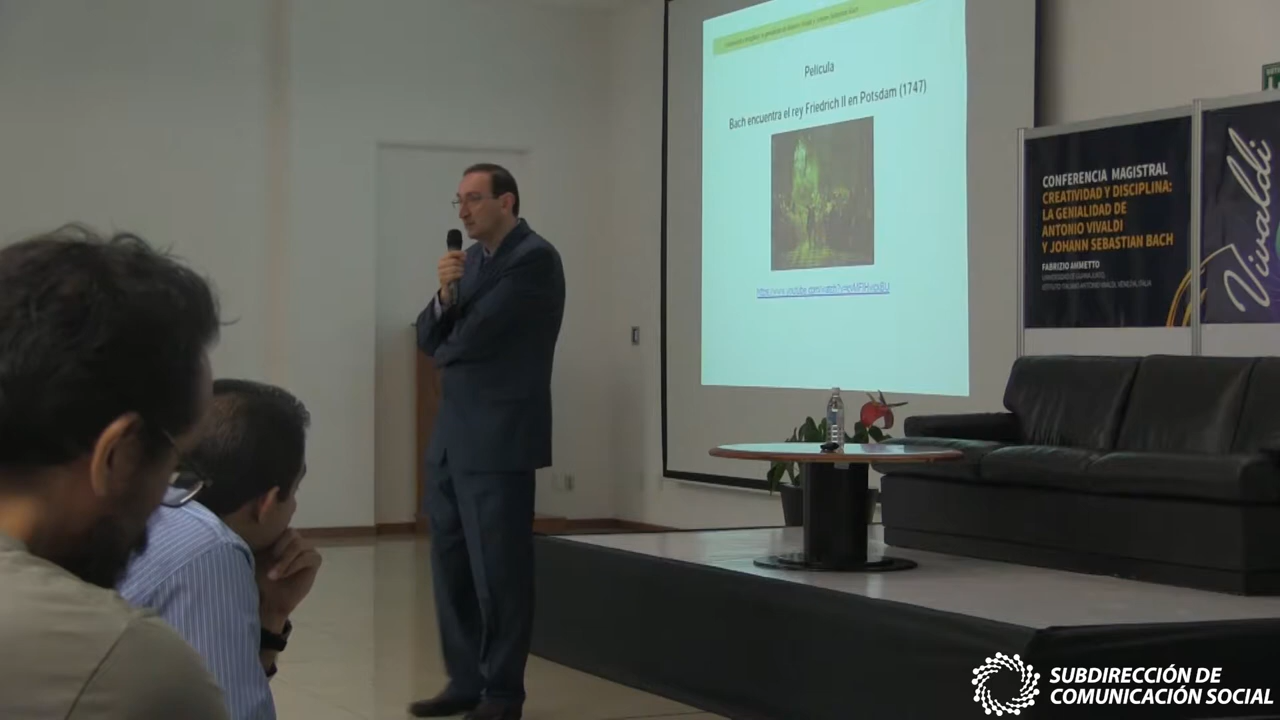 Película
Bach encuentra el rey Friedrich II en Potsdam (1747)
CONFERENCIA MAGISTRAL
CREATIVIDAD Y DISCIPLINA:
LA GENIALIDAD DE
ANTONIO VIVALDI
Y JOHANN SEBASTIAN BACH
FABRIZIO AMMETTO
Vivaldi
SUBDIRECCIÓN DE
COMUNICACIÓN SOCIAL